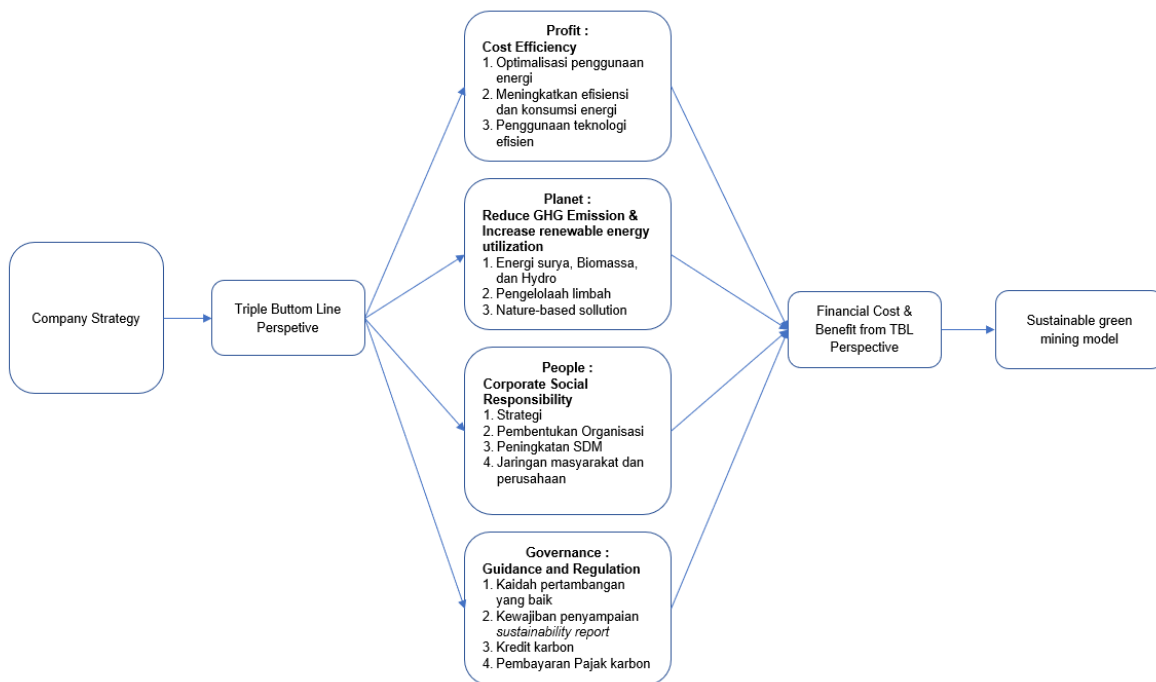 Company Strategy
Triple Buttom Line
Perspetive
Profit :
Cost Efficiency
1. Optimalisasi penggunaan
energi
2. Meningkatkan efisiensi
dan konsumsi energi
3. Penggunaan teknologi
efisien
Planet :
Reduce GHG Emission &
Increase renewable energy
utilization
1. Energi surya, Biomassa,
dan Hydro
2. Pengelolaah limbah
3. Nature-based sollution
People :
Corporate Social
Responsibility
1. Strategi
2. Pembentukan Organisasi
3. Peningkatan SDM
4. Jaringan masyarakat dan
perusahaan
Governance :
Guidance and Regulation
1. Kaidah pertambangan
yang baik
2. Kewajiban penyampaian
sustainability report
3. Kredit karbon
4. Pembayaran Pajak karbon
Financial Cost &
Benefit from TBL
Perspective
Sustainable green
mining model